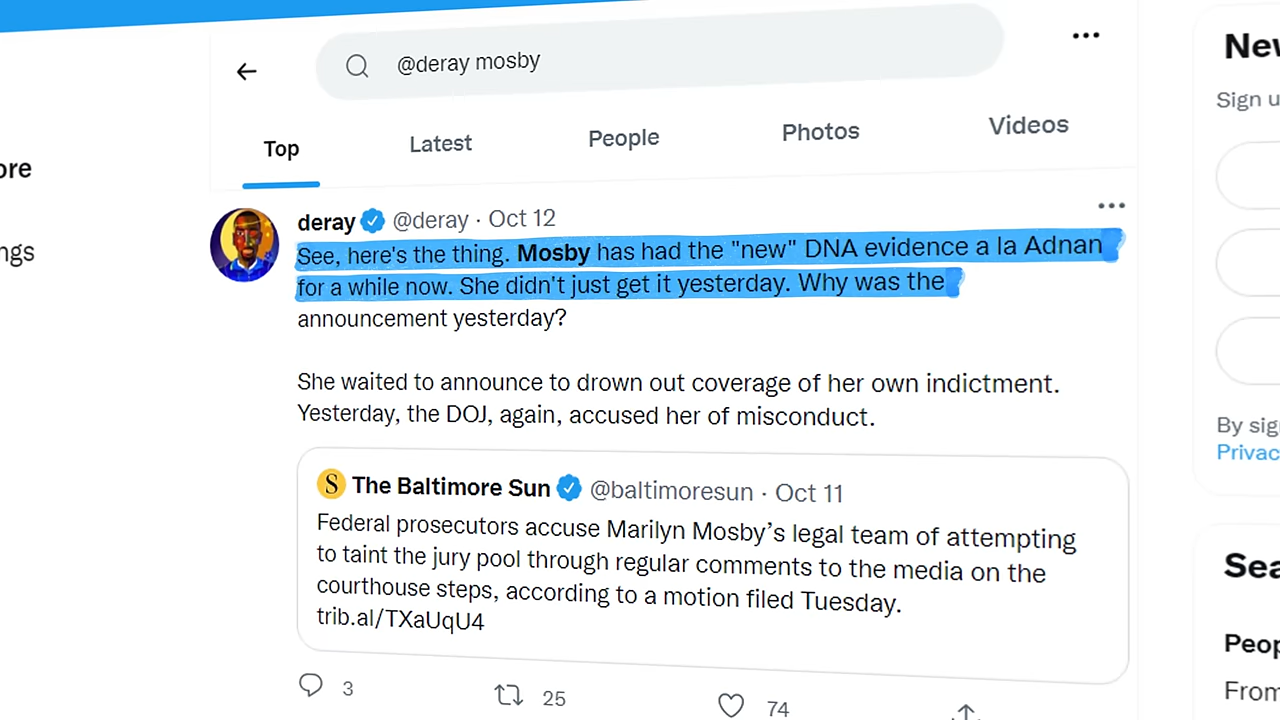 @deray mosby
Top
Latest
People
Photos
Videos
deray @deray · Oct 12
See, here's the thing. Mosby has had the "new" DNA evidence a la Adnan
for a while now. She didn't just get it yesterday. Why was the
announcement yesterday?
She waited to announce to drown out coverage of her own indictment.
Yesterday, the DOJ, again, accused her of misconduct.
S The Baltimore Sun @baltimoresun · Oct 11
Federal prosecutors accuse Marilyn Mosby's legal team of attempting
to taint the jury pool through regular comments to the media on the
courthouse steps, according to a motion filed Tuesday.
trib.al/TXaUqU4
3
25
74
ore
ngs
New
Sign u
By sig
Privac
Sea
Peop
From